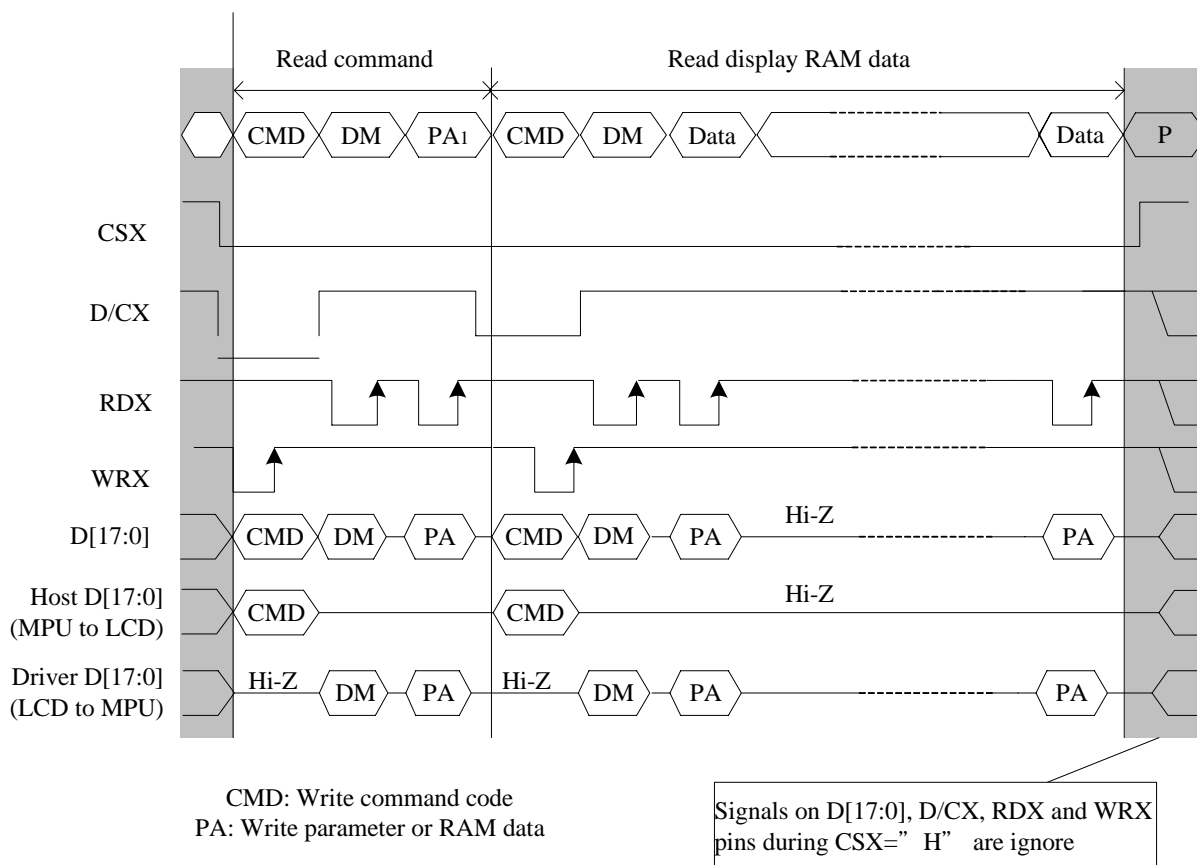 Read command Read display RAM data
CMD DM PA1 CMD DM Data Data P
CSX
D/CX
RDX
WRX
D[17:0] CMD DM PA CMD DM PA Hi-Z PA
Host D[17:0]
(MPU to LCD) CMD CMD Hi-Z
Driver D[17:0]
(LCD to MPU) Hi-Z DM PA Hi-Z DM PA PA
CMD: Write command code
PA: Write parameter or RAM data
Signals on D[17:0], D/CX, RDX and WRX
pins during CSX=” H” are ignore